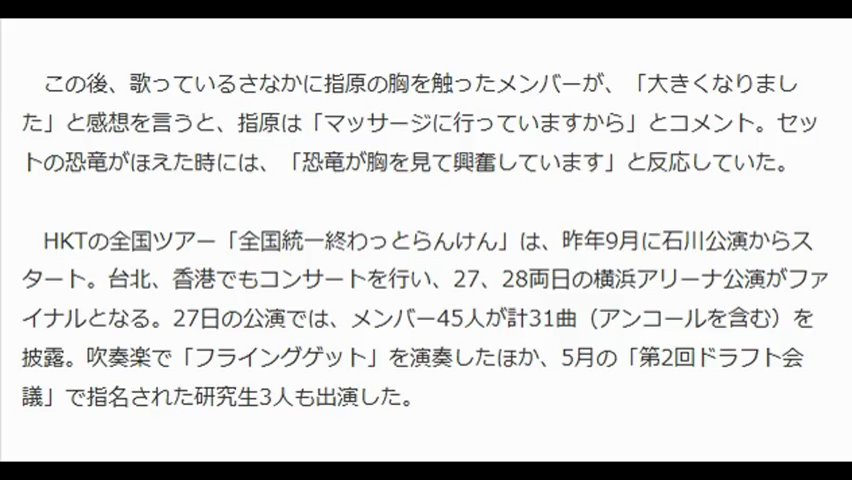 この後、歌っているさなかに指原の胸を触ったメンバーが、「大きくなりまし
た」と感想を言うと、指原は「マッサージに行っていますから」とコメント。セッ
トの恐竜がほえた時には、「恐竜が胸を見て興奮しています」と反応していた。
HKTの全国ツアー「全国統一終わっとらんけん」は、昨年9月に石川公演からス
タート。台北、香港でもコンサートを行い、27、28両日の横浜アリーナ公演がファ
イナルとなる。27日の公演では、メンバー45人が計31曲（アンコールを含む）を
披露。吹奏楽で「フライングゲット」を演奏したほか、5月の「第2回ドラフト会
議」で指名された研究生3人も出演した。